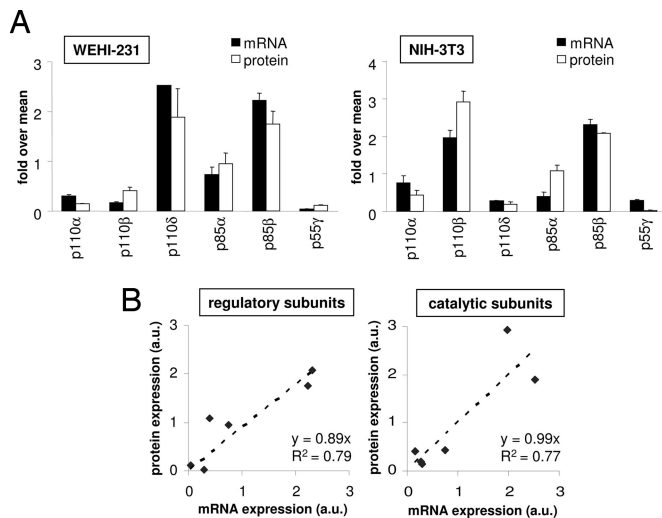 A
WEHI-231
mRNA
protein
fold over mean
3
2
1
0
p110α
p110β
p110δ
p85α
p85β
p55γ
NIH-3T3
mRNA
protein
fold over mean
4
3
2
1
0
p110α
p110β
p110δ
p85α
p85β
p55γ
B
regulatory subunits
protein expression (a.u.)
3
2
1
0
y = 0.89x
R² = 0.79
0 1 2 3
mRNA expression (a.u.)
catalytic subunits
protein expression (a.u.)
3
2
1
0
y = 0.99x
R² = 0.77
0 1 2 3
mRNA expression (a.u.)